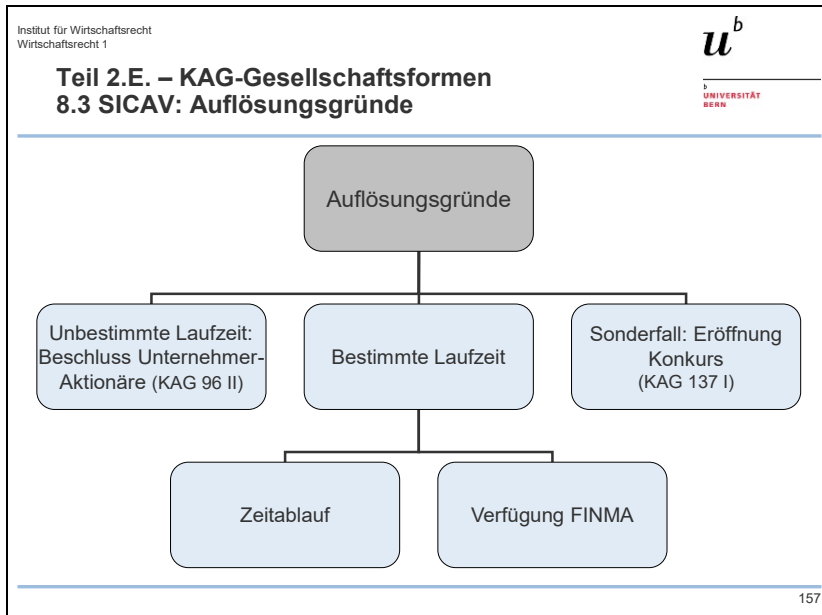 Institut für Wirtschaftsrecht
Wirtschaftsrecht 1
u b
b
UNIVERSITÄT
BERN
Teil 2.E. – KAG-Gesellschaftsformen
8.3 SICAV: Auflösungsgründe
Auflösungsgründe
Unbestimmte Laufzeit:
Beschluss Unternehmer-
Aktionäre (KAG 96 II)
Bestimmte Laufzeit
Sonderfall: Eröffnung
Konkurs
(KAG 137 I)
Zeitablauf
Verfügung FINMA
157